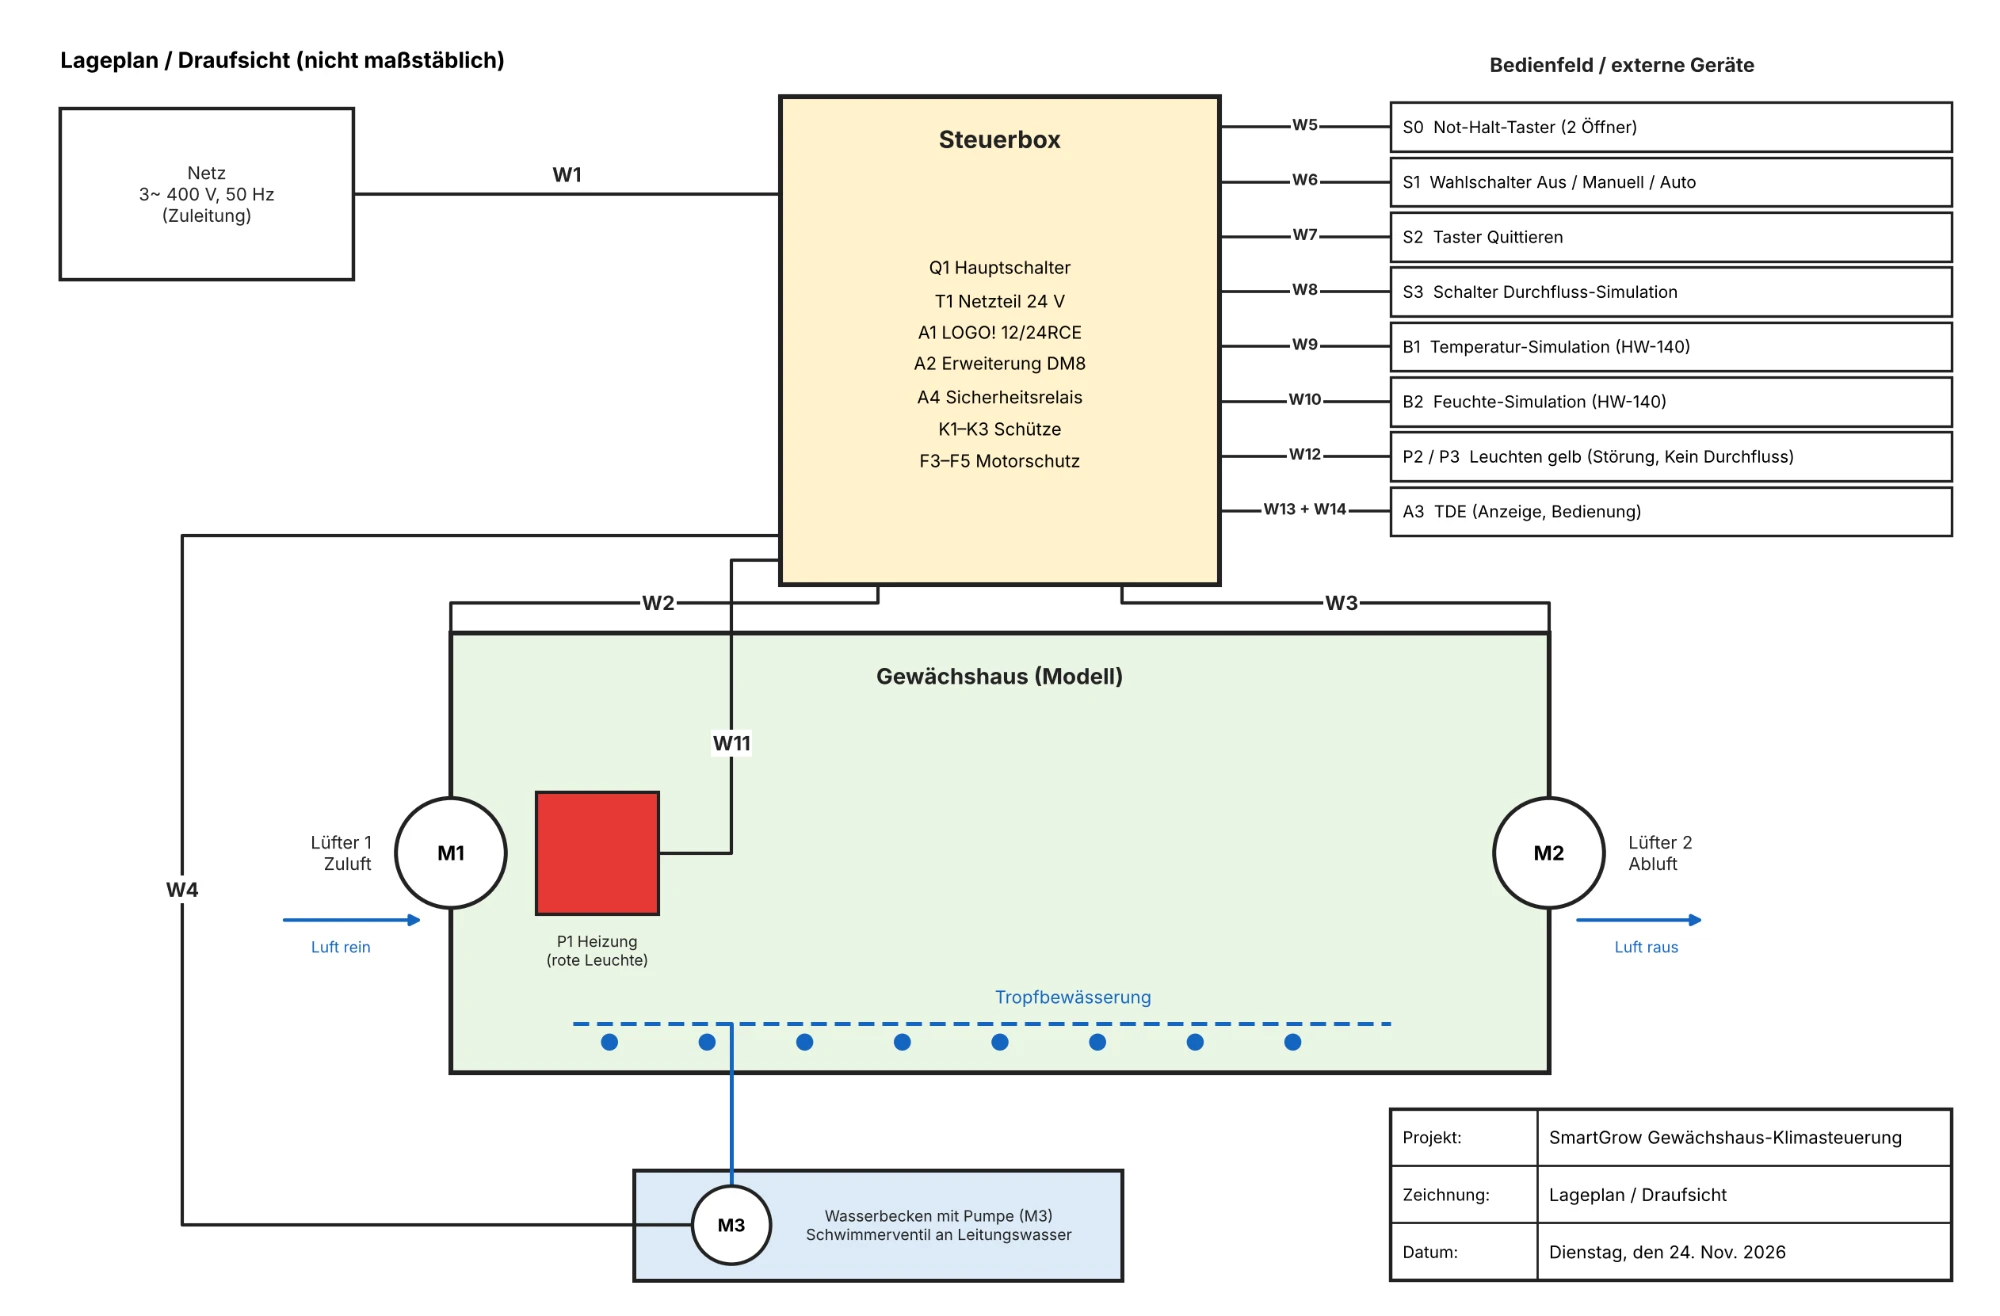 Lageplan / Draufsicht (nicht maßstäblich)
Netz
3~ 400 V, 50 Hz
(Zuleitung)
W1
Steuerbox
Q1 Hauptschalter
T1 Netzteil 24 V
A1 LOGO! 12/24RCE
A2 Erweiterung DM8
A4 Sicherheitsrelais
K1–K3 Schütze
F3–F5 Motorschutz
Bedienfeld / externe Geräte
W5
S0 Not-Halt-Taster (2 Öffner)
W6
S1 Wahlschalter Aus / Manuell / Auto
W7
S2 Taster Quittieren
W8
S3 Schalter Durchfluss-Simulation
W9
B1 Temperatur-Simulation (HW-140)
W10
B2 Feuchte-Simulation (HW-140)
W12
P2 / P3 Leuchten gelb (Störung, Kein Durchfluss)
W13 + W14
A3 TDE (Anzeige, Bedienung)
W2
W3
Gewächshaus (Modell)
W11
W4
Lüfter 1
Zuluft
M1
Luft rein
P1 Heizung
(rote Leuchte)
M2
Lüfter 2
Abluft
Luft raus
Tropfbewässerung
M3
Wasserbecken mit Pumpe (M3)
Schwimmerventil an Leitungswasser
Projekt: SmartGrow Gewächshaus-Klimasteuerung
Zeichnung: Lageplan / Draufsicht
Datum: Dienstag, den 24. Nov. 2026